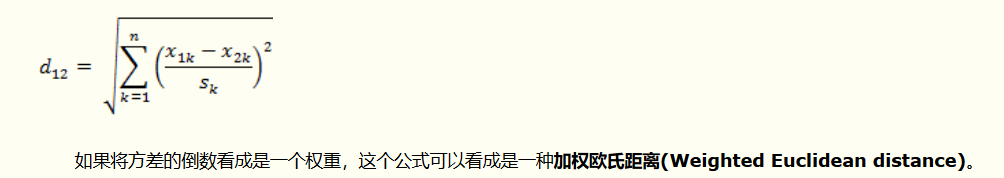 d₁₂ = √(∑ₖ₌₁ⁿ ((x₁ₖ − x₂ₖ) / sₖ)²)
如果将方差的倒数看成是一个权重，这个公式可以看成是一种加权欧氏距离(Weighted Euclidean distance)。